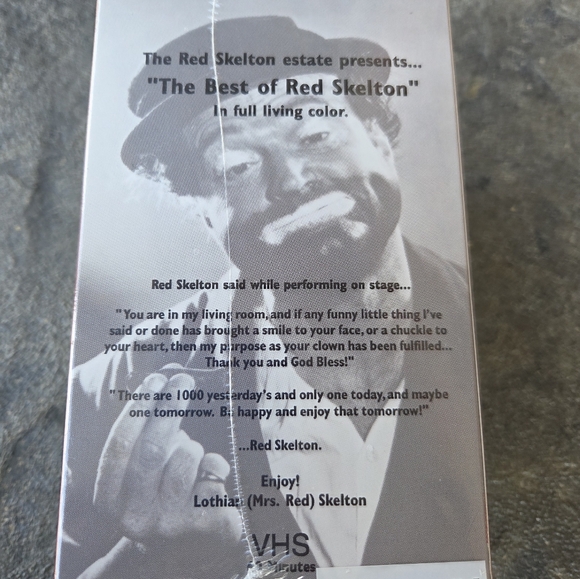 The Red Skelton estate presents...
"The Best of Red Skelton"
In full living color.
Red Skelton said while performing on stage...
"You are in my living room, and if any funny little thing I've
said or done has brought a smile to your face, or a chuckle to
your heart, then my purpose as your clown has been fulfilled...
Thank you and God Bless!"
"There are 1000 yesterday's and only one today, and maybe
one tomorrow. Be happy and enjoy that tomorrow!"
...Red Skelton.
Enjoy!
Lothian (Mrs. Red) Skelton
VHS
Minutes